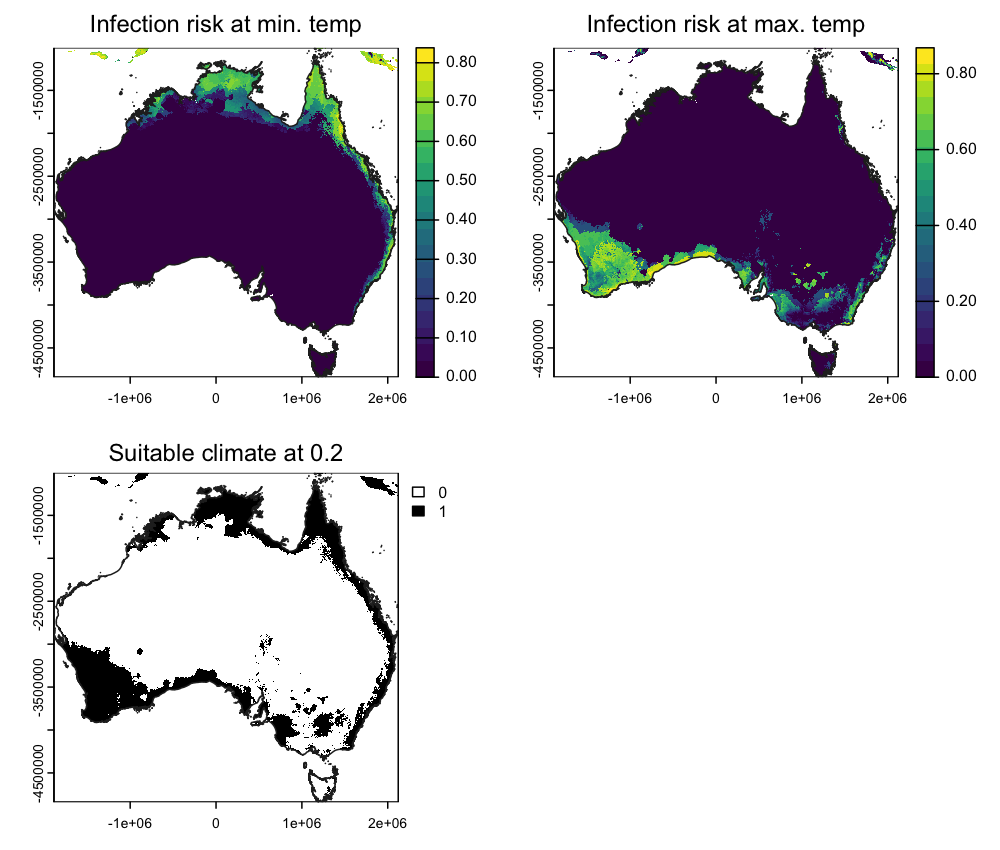 Infection risk at min. temp
-1500000
-2500000
-3500000
-4500000
-1e+06
0
1e+06
2e+06
0.80
0.70
0.60
0.50
0.40
0.30
0.20
0.10
0.00
Infection risk at max. temp
-1500000
-2500000
-3500000
-4500000
-1e+06
0
1e+06
2e+06
0.80
0.60
0.40
0.20
0.00
Suitable climate at 0.2
-1500000
-2500000
-3500000
-4500000
-1e+06
0
1e+06
2e+06
0
1